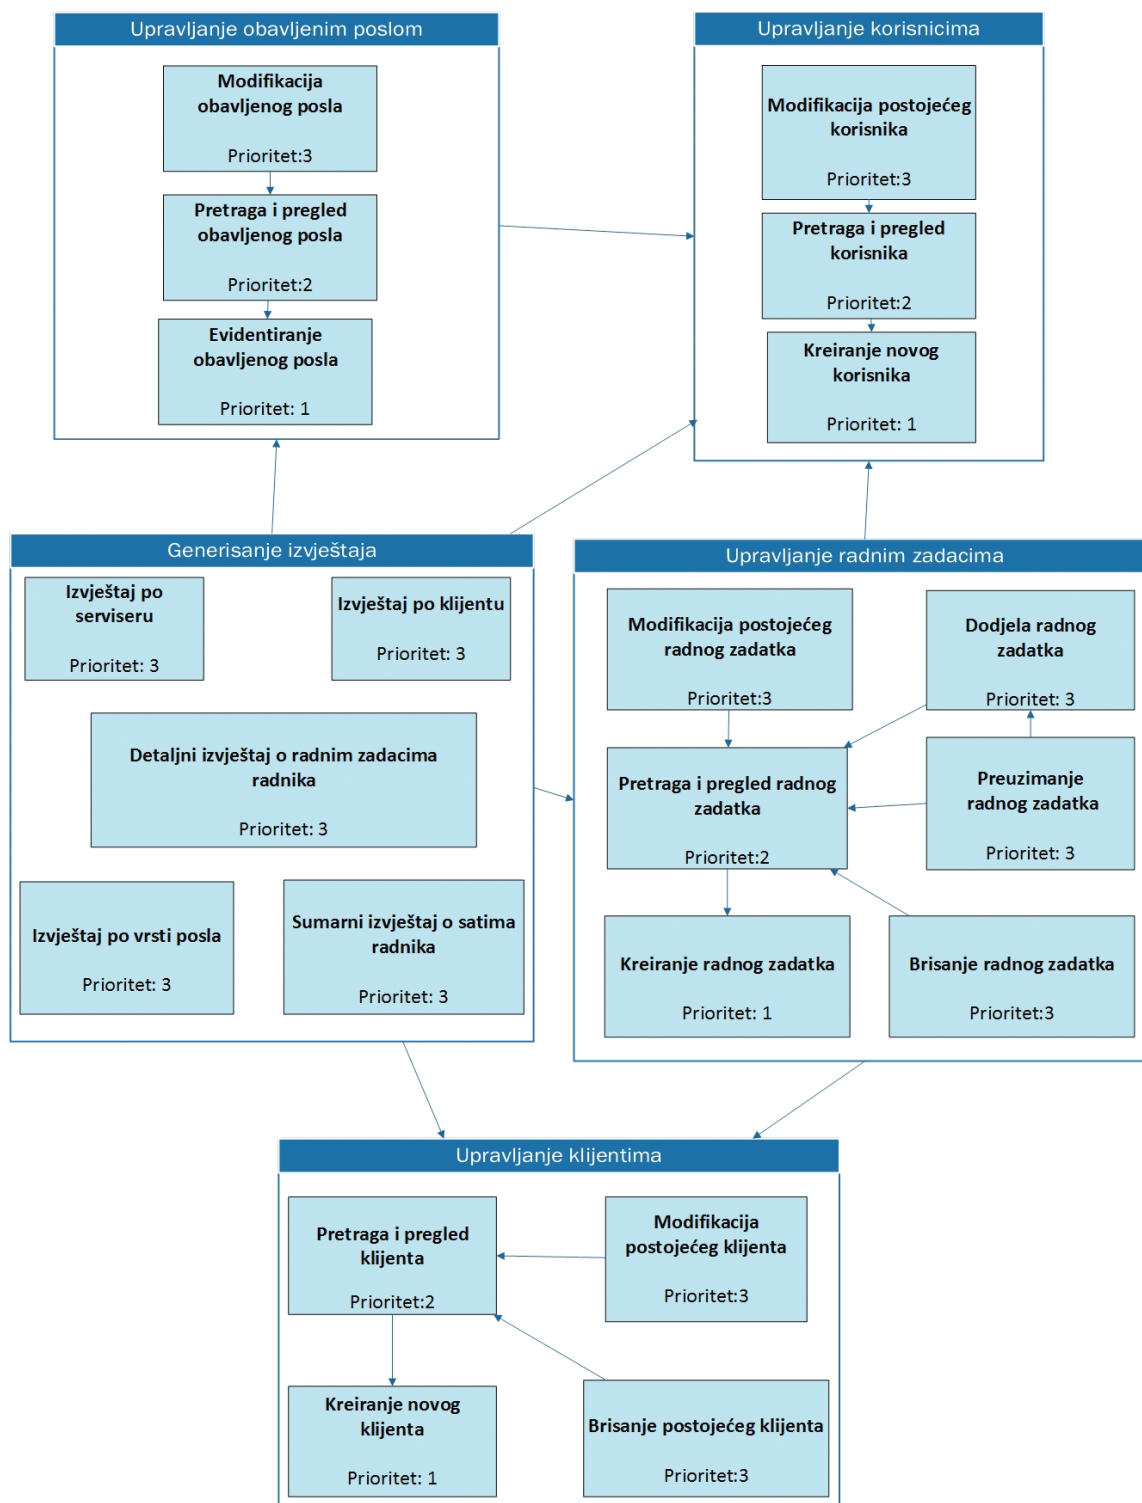 Upravljanje obavljenim poslom
Modifikacija
obavljenog posla
Prioritet:3
Pretraga i pregled
obavljenog posla
Prioritet:2
Evidentiranje
obavljenog posla
Prioritet: 1
Upravljanje korisnicima
Modifikacija postojećeg
korisnika
Prioritet:3
Pretraga i pregled
korisnika
Prioritet:2
Kreiranje novog
korisnika
Prioritet: 1
Generisanje izvještaja
Izvještaj po
serviseru
Prioritet: 3
Izvještaj po klijentu
Prioritet: 3
Detaljni izvještaj o radnim zadacima
radnika
Prioritet: 3
Izvještaj po vrsti posla
Prioritet: 3
Sumarni izvještaj o satima
radnika
Prioritet: 3
Upravljanje radnim zadacima
Modifikacija postojećeg
radnog zadatka
Prioritet:3
Dodjela radnog
zadatka
Prioritet: 3
Pretraga i pregled radnog
zadatka
Prioritet:2
Preuzimanje
radnog zadatka
Prioritet: 3
Kreiranje radnog zadatka
Prioritet: 1
Brisanje radnog zadatka
Prioritet:3
Upravljanje klijentima
Pretraga i pregled
klijenta
Prioritet:2
Modifikacija
postojećeg klijenta
Prioritet:3
Kreiranje novog
klijenta
Prioritet: 1
Brisanje postojećeg klijenta
Prioritet:3